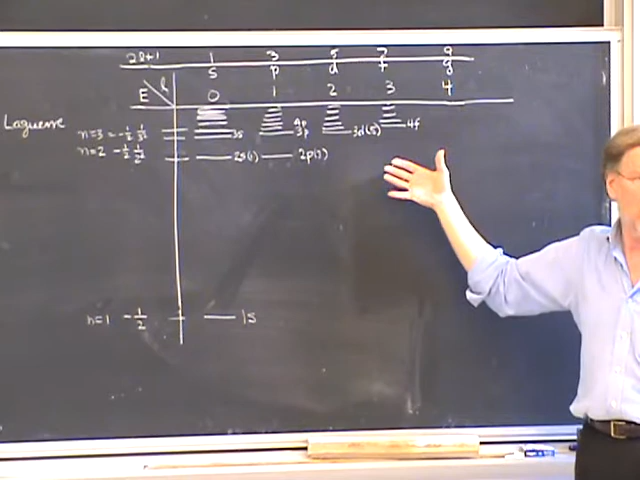 2l+1 1 3 5 7 9
s p d f g
E l 0 1 2 3 4
Laguerre
n=3 = -1/2 1/3² 3s 4p 3p 3d(5) 4f
n=2 -1/2 1/2² 2s(1) 2p(3)
n=1 -1/2 1s